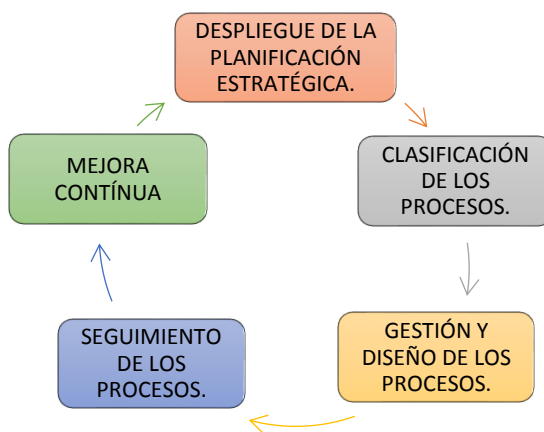 DESPLIEGUE DE LA
PLANIFICACIÓN
ESTRATÉGICA.
CLASIFICACIÓN
DE LOS
PROCESOS.
GESTIÓN Y
DISEÑO DE LOS
PROCESOS.
SEGUIMIENTO
DE LOS
PROCESOS.
MEJORA
CONTÍNUA